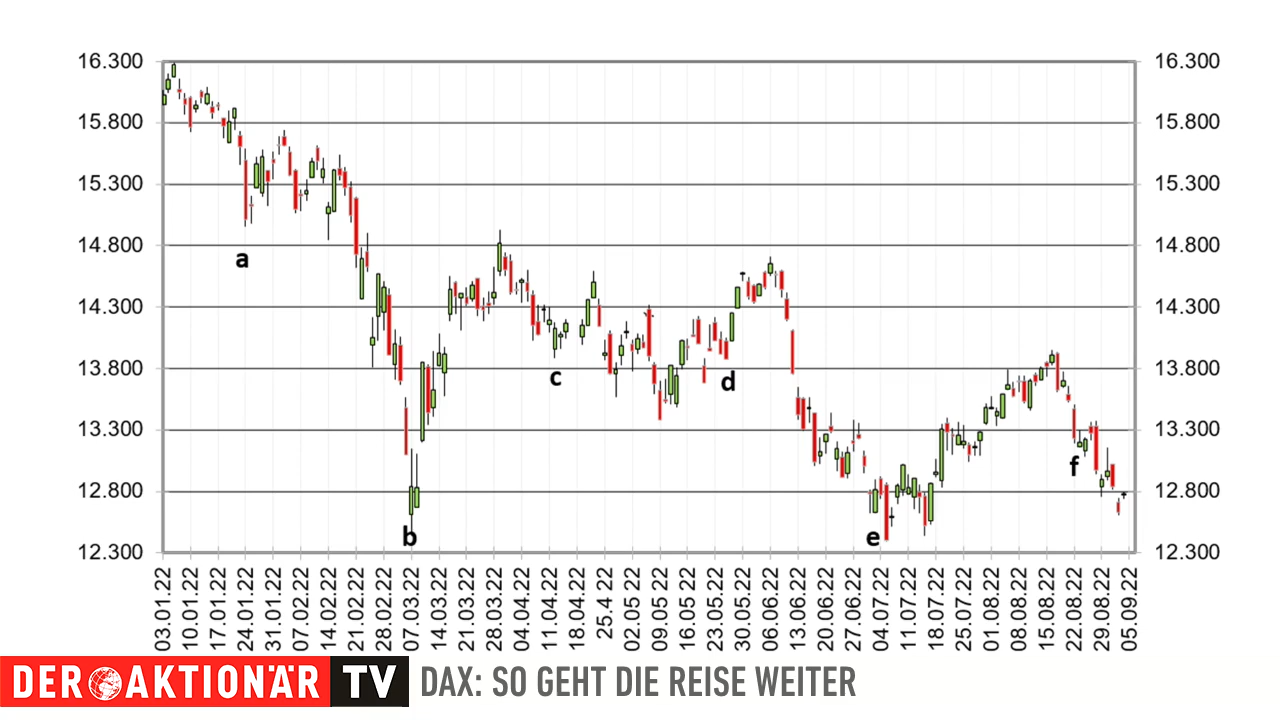 16.300 16.300
15.800 15.800
15.300 15.300
14.800 14.800
a
14.300 14.300
13.800 13.800
c d
13.300 13.300
f
12.800 12.800
b e
12.300 12.300
03.01.22 10.01.22 17.01.22 24.01.22 31.01.22 07.02.22 14.02.22 21.02.22 28.02.22 07.03.22 14.03.22 21.03.22 28.03.22 04.04.22 11.04.22 18.04.22 25.4 22 02.05 22 09.05.22 16.05.22 23.05.22 30.05.22 06.06.22 13.06.22 20.06.22 27.06.22 04.07.22 11.07.22 18.07.22 25.07.22 01.08.22 08.08.22 15.08.22 22.08.22 29.08.22 05.09.22
DER AKTIONÄR TV DAX: SO GEHT DIE REISE WEITER